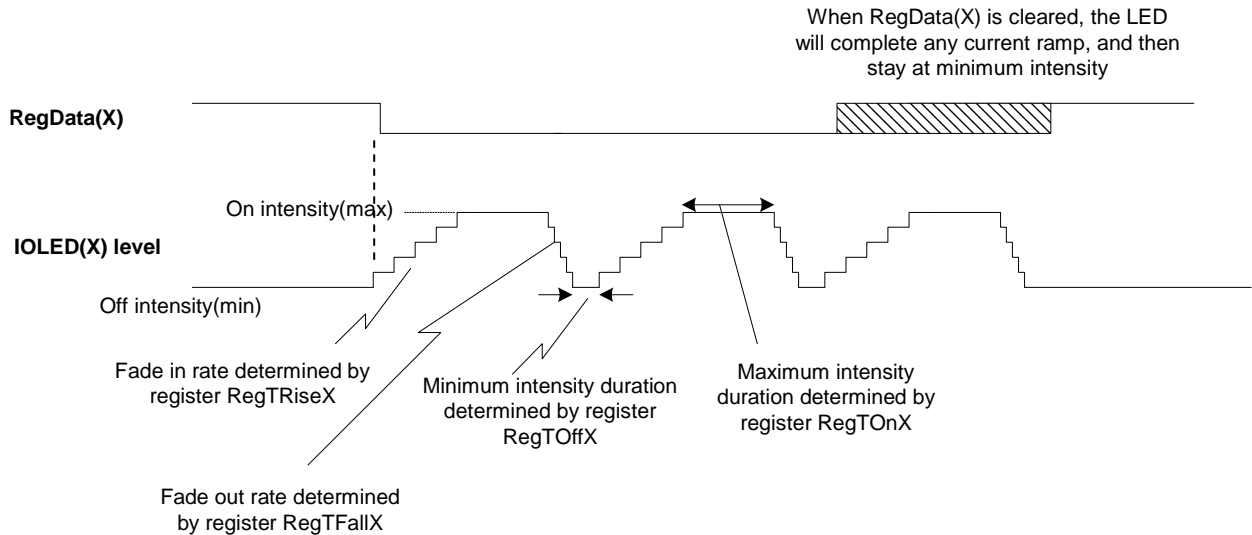 When RegData(X) is cleared, the LED
will complete any current ramp, and then
stay at minimum intensity
RegData(X)
On intensity(max)
IOLED(X) level
Off intensity(min)
Fade in rate determined by
register RegTRiseX
Minimum intensity duration
determined by register
RegTOffX
Maximum intensity
duration determined by
register RegTOnX
Fade out rate determined
by register RegTFallX